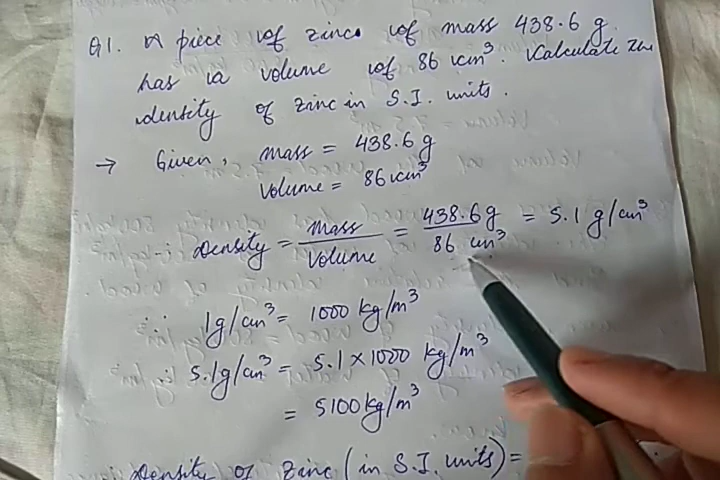 Q1. A piece of zinc of mass 438.6 g
has a volume of 86 cm³. Calculate the
density of zinc in S.I. units.
→ Given, mass = 438.6 g
volume = 86 cm³
Density = Mass/Volume = 438.6 g/86 cm³ = 5.1 g/cm³
∵ 1g/cm³ = 1000 kg/m³
∴ 5.1g/cm³ = 5.1 × 1000 kg/m³
= 5100 kg/m³
Density of Zinc (in S.I. units) =